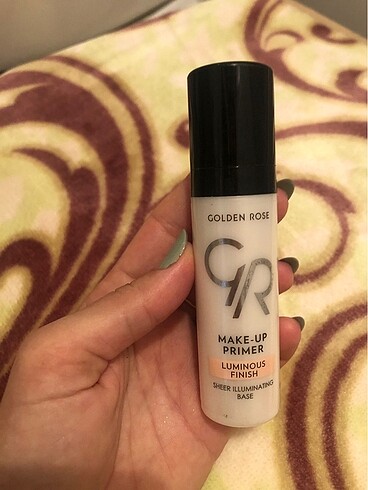 GOLDEN ROSE
GR
MAKE-UP
PRIMER
LUMINOUS
FINISH
SHEER ILLUMINATING
BASE